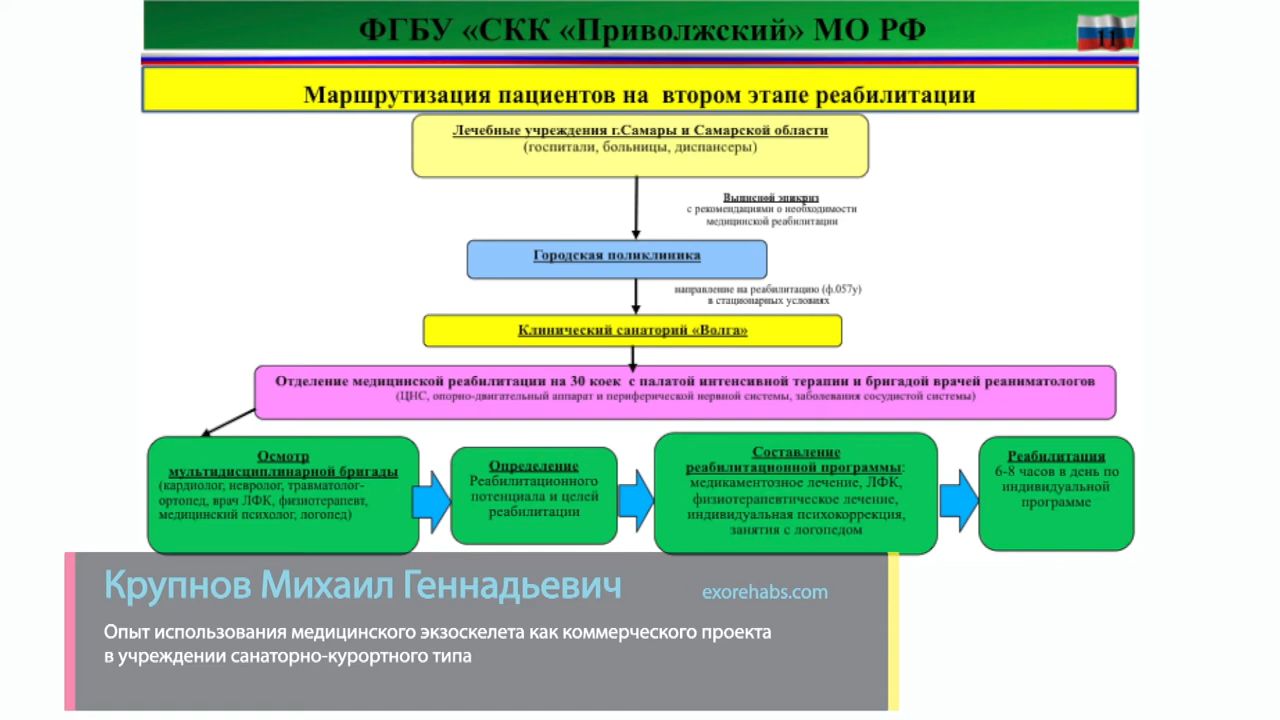 ФГБУ «СКК «Приволжский» МО РФ
11
Маршрутизация пациентов на втором этапе реабилитации
Лечебные учреждения г.Самары и Самарской области
(госпитали, больницы, диспансеры)
Выписной эпикриз
с рекомендациями о необходимости
медицинской реабилитации
Городская поликлиника
направление на реабилитацию (ф.057у)
в стационарных условиях
Клинический санаторий «Волга»
Отделение медицинской реабилитации на 30 коек с палатой интенсивной терапии и бригадой врачей реаниматологов
(ЦНС, опорно-двигательный аппарат и периферической нервной системы, заболевания сосудистой системы)
Осмотр
мультидисциплинарной бригады
(кардиолог, невролог, травматолог-
ортопед, врач ЛФК, физиотерапевт,
медицинский психолог, логопед)
Определение
Реабилитационного
потенциала и целей
реабилитации
Составление
реабилитационной программы:
медикаментозное лечение, ЛФК,
физиотерапевтическое лечение,
индивидуальная психокоррекция,
занятия с логопедом
Реабилитация
6-8 часов в день по
индивидуальной
программе
Крупнов Михаил Геннадьевич
exorehabs.com
Опыт использования медицинского экзоскелета как коммерческого проекта
в учреждении санаторно-курортного типа